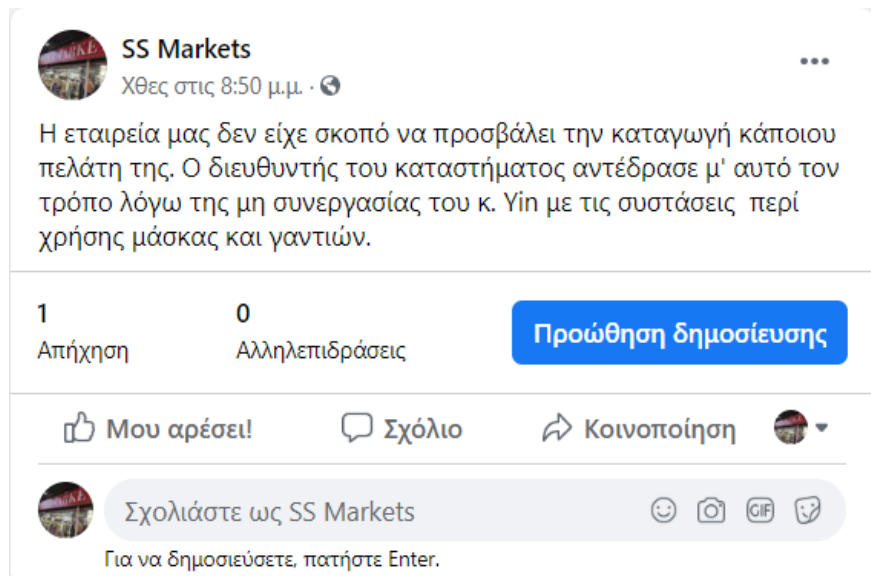 SS Markets
Χθες στις 8:50 μ.μ. ·
Η εταιρεία μας δεν είχε σκοπό να προσβάλει την καταγωγή κάποιου
πελάτη της. Ο διευθυντής του καταστήματος αντέδρασε μ' αυτό τον
τρόπο λόγω της μη συνεργασίας του κ. Yin με τις συστάσεις περί
χρήσης μάσκας και γαντιών.
1 0
Απήχηση Αλληλεπιδράσεις Προώθηση δημοσίευσης
Μου αρέσει! Σχόλιο Κοινοποίηση
Σχολιάστε ως SS Markets GIF
Για να δημοσιεύσετε, πατήστε Enter.